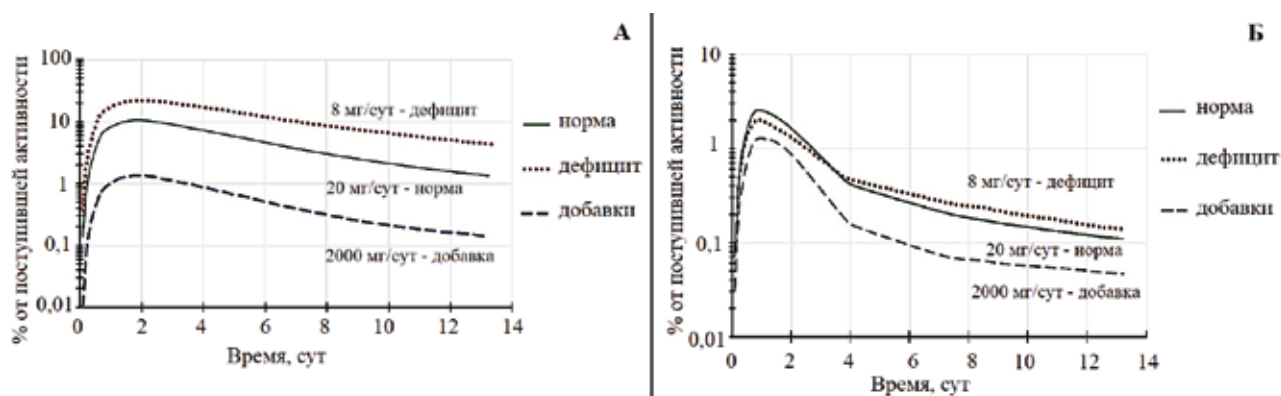 А
% от поступившей активности
100
10
1
0,1
0,01
8 мг/сут - дефицит
20 мг/сут - норма
2000 мг/сут - добавка
0
2
4
6
8
10
12
14
Время, сут
норма
дефицит
добавки
Б
% от поступившей активности
10
1
0,1
0,01
8 мг/сут - дефицит
20 мг/сут - норма
2000 мг/сут - добавка
0
2
4
6
8
10
12
14
Время, сут
норма
дефицит
добавки